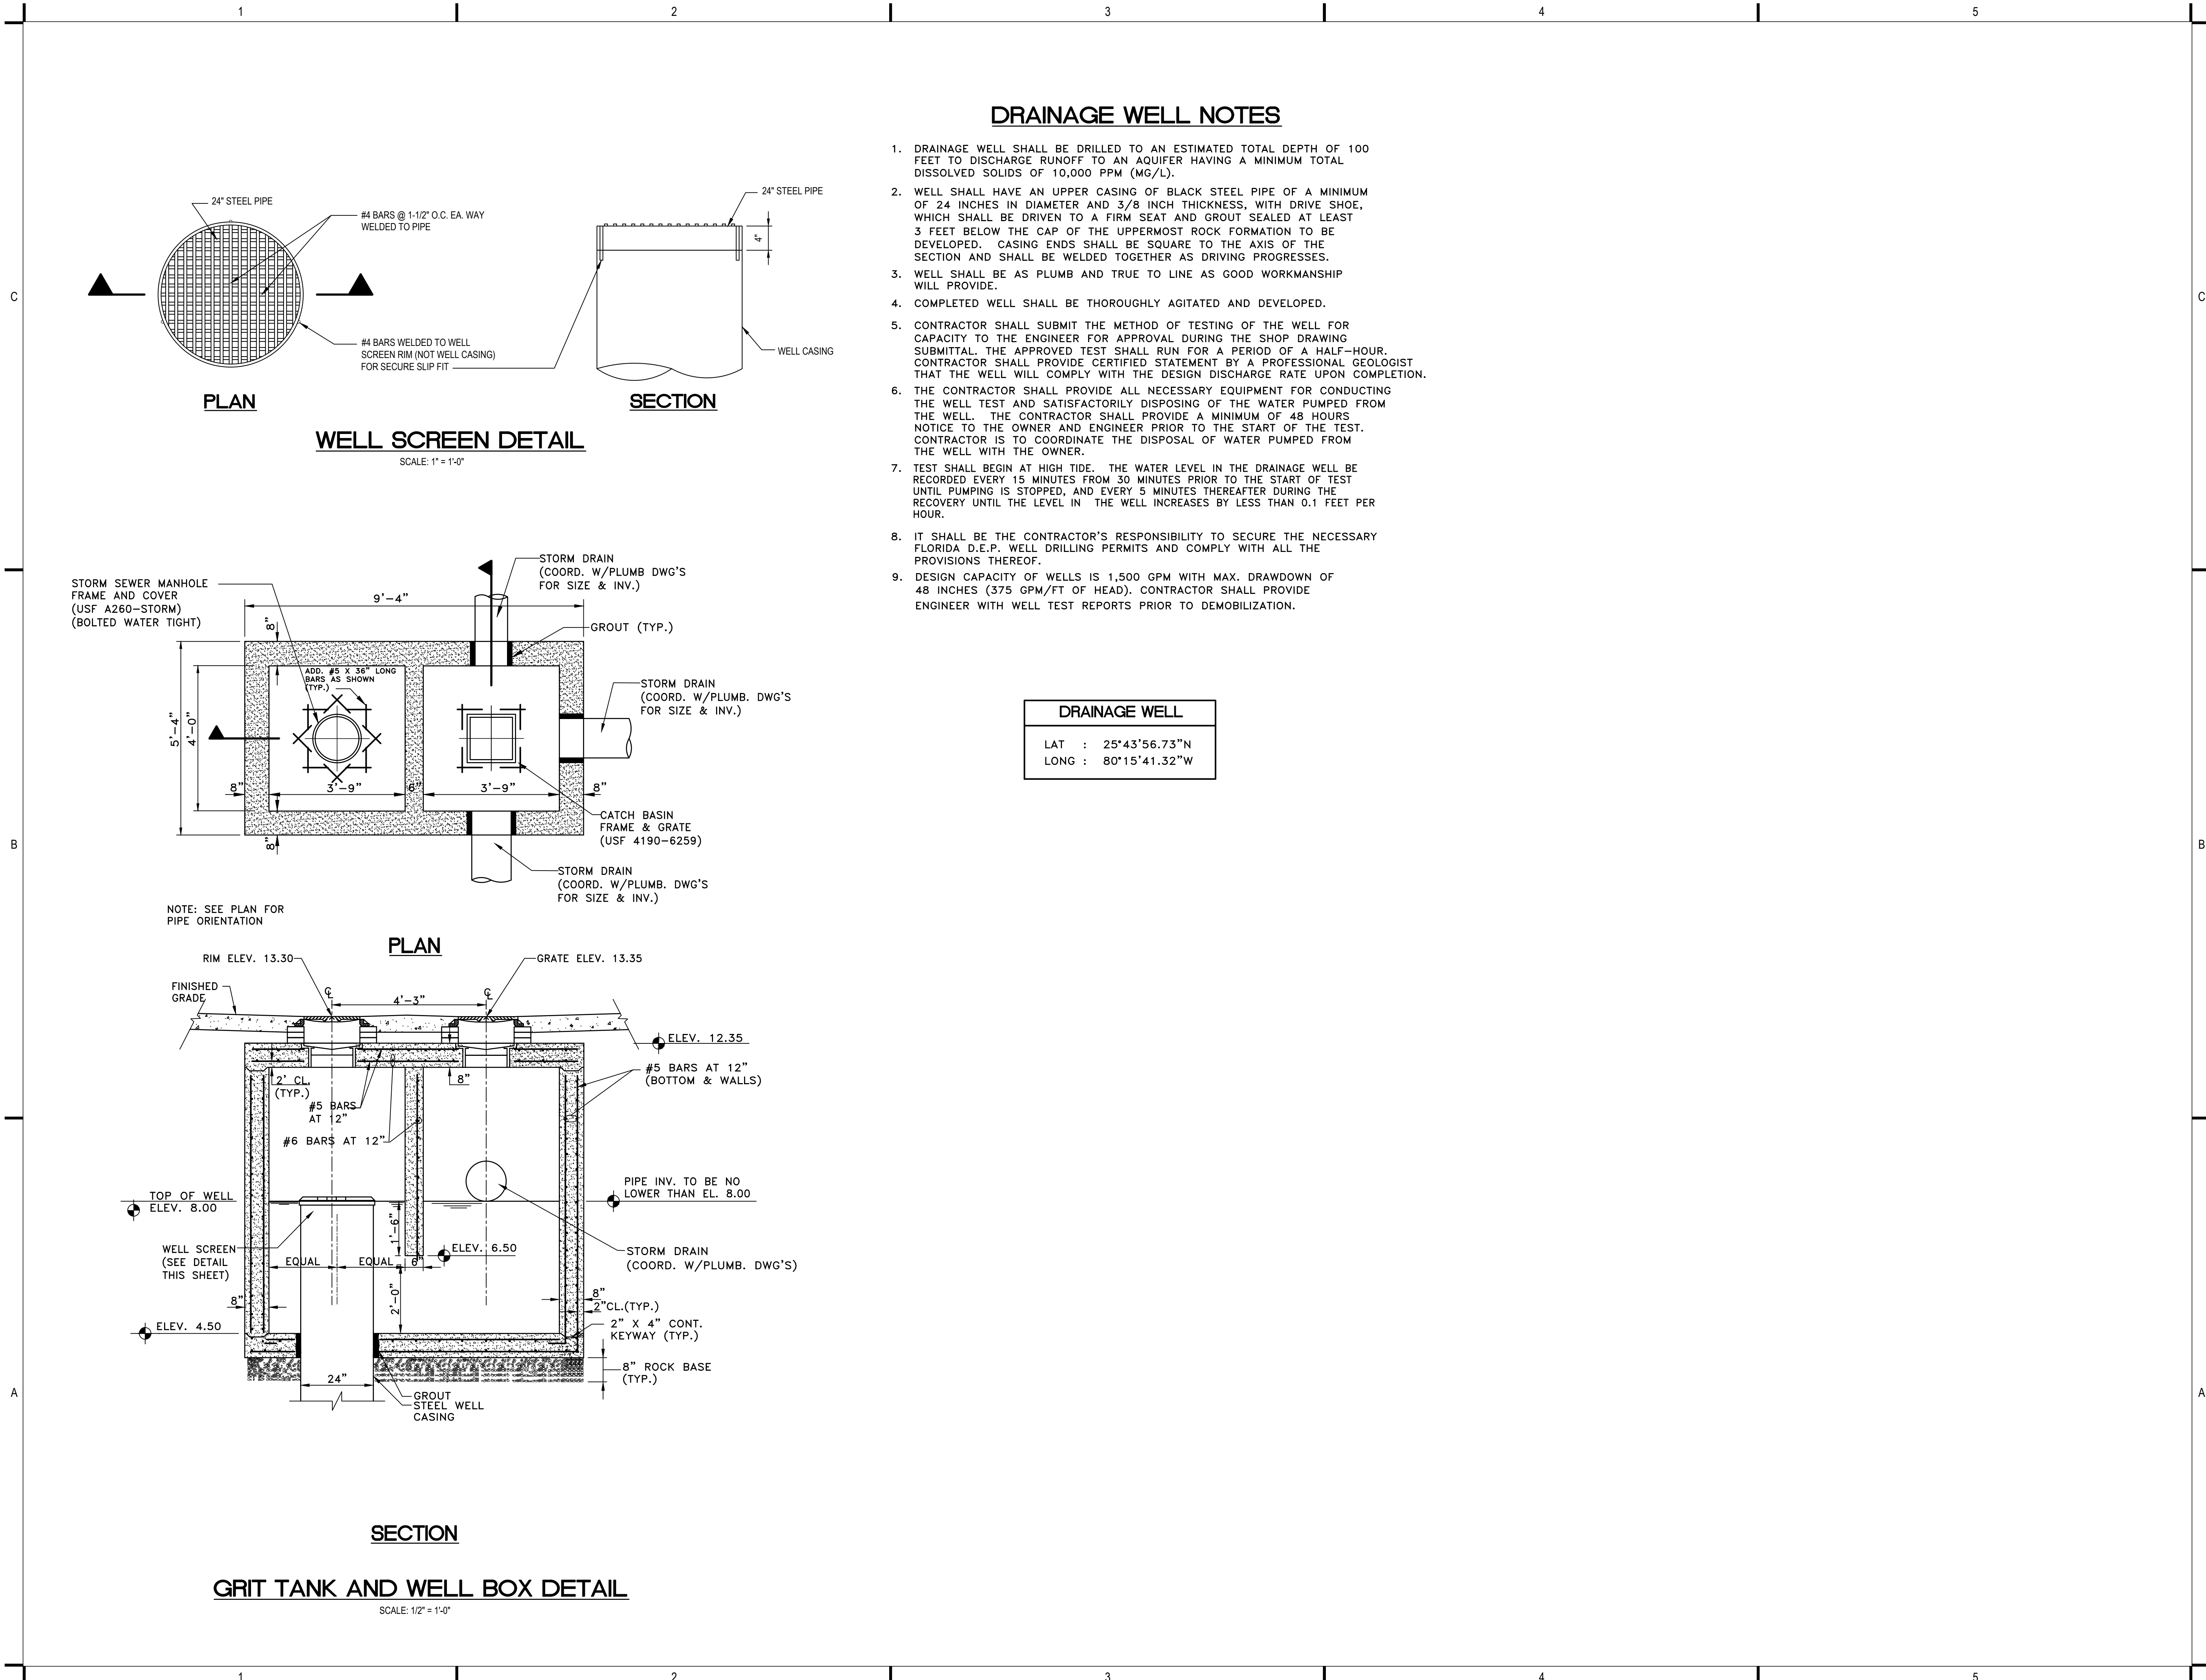 1
2
3
4
5
C
C
B
B
A
A
24" STEEL PIPE
#4 BARS @ 1-1/2" O.C. EA. WAY
WELDED TO PIPE
#4 BARS WELDED TO WELL
SCREEN RIM (NOT WELL CASING)
FOR SECURE SLIP FIT
PLAN
24" STEEL PIPE
4"
WELL CASING
SECTION
WELL SCREEN DETAIL
SCALE: 1" = 1'-0"
STORM SEWER MANHOLE
FRAME AND COVER
(USF A260-STORM)
(BOLTED WATER TIGHT)
9'-4"
STORM DRAIN
(COORD. W/PLUMB DWG'S
FOR SIZE & INV.)
GROUT (TYP.)
8"
ADD. #5 X 36" LONG
BARS AS SHOWN
(TYP.)
STORM DRAIN
(COORD. W/PLUMB. DWG'S
FOR SIZE & INV.)
5'-4"
4'-0"
8"
3'-9"
6"
3'-9"
8"
8"
CATCH BASIN
FRAME & GRATE
(USF 4190-6259)
STORM DRAIN
(COORD. W/PLUMB. DWG'S
FOR SIZE & INV.)
NOTE: SEE PLAN FOR
PIPE ORIENTATION
PLAN
RIM ELEV. 13.30
GRATE ELEV. 13.35
FINISHED
GRADE
℄
4'-3"
℄
ELEV. 12.35
2' CL.
(TYP.)
8"
#5 BARS AT 12"
(BOTTOM & WALLS)
#5 BARS
AT 12"
#6 BARS AT 12"
TOP OF WELL
ELEV. 8.00
PIPE INV. TO BE NO
LOWER THAN EL. 8.00
1'-6"
WELL SCREEN
(SEE DETAIL
THIS SHEET)
EQUAL
EQUAL
6"
ELEV. 6.50
STORM DRAIN
(COORD. W/PLUMB. DWG'S)
2'-0"
8"
8"
2"CL.(TYP.)
ELEV. 4.50
2" X 4" CONT.
KEYWAY (TYP.)
8" ROCK BASE
(TYP.)
24"
GROUT
STEEL WELL
CASING
SECTION
GRIT TANK AND WELL BOX DETAIL
SCALE: 1/2" = 1'-0"
DRAINAGE WELL NOTES
1. DRAINAGE WELL SHALL BE DRILLED TO AN ESTIMATED TOTAL DEPTH OF 100
FEET TO DISCHARGE RUNOFF TO AN AQUIFER HAVING A MINIMUM TOTAL
DISSOLVED SOLIDS OF 10,000 PPM (MG/L).
2. WELL SHALL HAVE AN UPPER CASING OF BLACK STEEL PIPE OF A MINIMUM
OF 24 INCHES IN DIAMETER AND 3/8 INCH THICKNESS, WITH DRIVE SHOE,
WHICH SHALL BE DRIVEN TO A FIRM SEAT AND GROUT SEALED AT LEAST
3 FEET BELOW THE CAP OF THE UPPERMOST ROCK FORMATION TO BE
DEVELOPED. CASING ENDS SHALL BE SQUARE TO THE AXIS OF THE
SECTION AND SHALL BE WELDED TOGETHER AS DRIVING PROGRESSES.
3. WELL SHALL BE AS PLUMB AND TRUE TO LINE AS GOOD WORKMANSHIP
WILL PROVIDE.
4. COMPLETED WELL SHALL BE THOROUGHLY AGITATED AND DEVELOPED.
5. CONTRACTOR SHALL SUBMIT THE METHOD OF TESTING OF THE WELL FOR
CAPACITY TO THE ENGINEER FOR APPROVAL DURING THE SHOP DRAWING
SUBMITTAL. THE APPROVED TEST SHALL RUN FOR A PERIOD OF A HALF-HOUR.
CONTRACTOR SHALL PROVIDE CERTIFIED STATEMENT BY A PROFESSIONAL GEOLOGIST
THAT THE WELL WILL COMPLY WITH THE DESIGN DISCHARGE RATE UPON COMPLETION.
6. THE CONTRACTOR SHALL PROVIDE ALL NECESSARY EQUIPMENT FOR CONDUCTING
THE WELL TEST AND SATISFACTORILY DISPOSING OF THE WATER PUMPED FROM
THE WELL. THE CONTRACTOR SHALL PROVIDE A MINIMUM OF 48 HOURS
NOTICE TO THE OWNER AND ENGINEER PRIOR TO THE START OF THE TEST.
CONTRACTOR IS TO COORDINATE THE DISPOSAL OF WATER PUMPED FROM
THE WELL WITH THE OWNER.
7. TEST SHALL BEGIN AT HIGH TIDE. THE WATER LEVEL IN THE DRAINAGE WELL BE
RECORDED EVERY 15 MINUTES FROM 30 MINUTES PRIOR TO THE START OF TEST
UNTIL PUMPING IS STOPPED, AND EVERY 5 MINUTES THEREAFTER DURING THE
RECOVERY UNTIL THE LEVEL IN THE WELL INCREASES BY LESS THAN 0.1 FEET PER
HOUR.
8. IT SHALL BE THE CONTRACTOR'S RESPONSIBILITY TO SECURE THE NECESSARY
FLORIDA D.E.P. WELL DRILLING PERMITS AND COMPLY WITH ALL THE
PROVISIONS THEREOF.
9. DESIGN CAPACITY OF WELLS IS 1,500 GPM WITH MAX. DRAWDOWN OF
48 INCHES (375 GPM/FT OF HEAD). CONTRACTOR SHALL PROVIDE
ENGINEER WITH WELL TEST REPORTS PRIOR TO DEMOBILIZATION.
DRAINAGE WELL
LAT : 25°43'56.73"N
LONG : 80°15'41.32"W
1
2
3
4
5